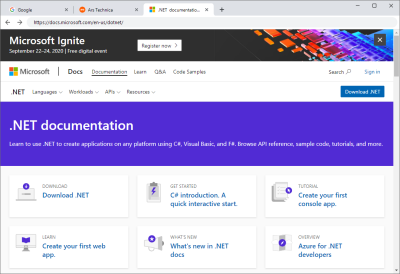 Google
Ars Technica
.NET documentation
https://docs.microsoft.com/en-us/dotnet/
Microsoft Ignite
September 22–24, 2020 | Free digital event
Register now >
Microsoft | Docs Documentation Learn Q&A Code Samples Search Sign in
.NET Languages Workloads APIs Resources Download .NET
.NET documentation
Learn to use .NET to create applications on any platform using C#, Visual Basic, and F#. Browse API reference, sample code, tutorials, and more.
DOWNLOAD
Download .NET
GET STARTED
C# introduction. A
quick interactive start.
TUTORIAL
Create your first
console app.
LEARN
Create your first web
app.
WHAT'S NEW
What's new in .NET
docs
OVERVIEW
Azure for .NET
developers